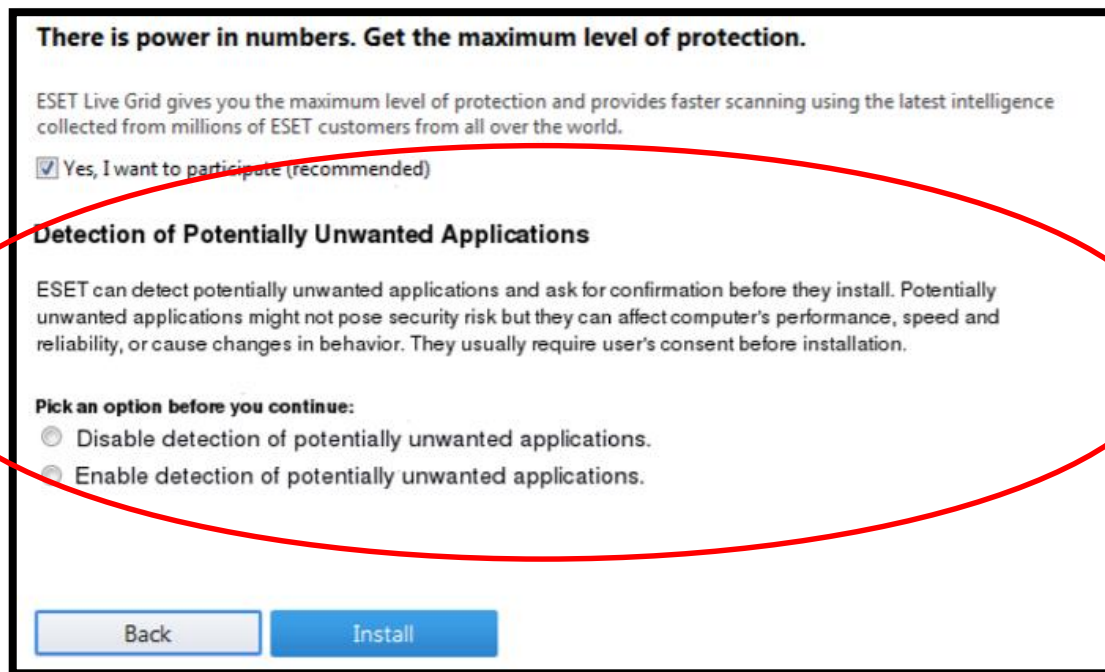 There is power in numbers. Get the maximum level of protection.
ESET Live Grid gives you the maximum level of protection and provides faster scanning using the latest intelligence
collected from millions of ESET customers from all over the world.
Yes, I want to participate (recommended)
Detection of Potentially Unwanted Applications
ESET can detect potentially unwanted applications and ask for confirmation before they install. Potentially
unwanted applications might not pose security risk but they can affect computer's performance, speed and
reliability, or cause changes in behavior. They usually require user's consent before installation.
Pick an option before you continue:
Disable detection of potentially unwanted applications.
Enable detection of potentially unwanted applications.
Back Install